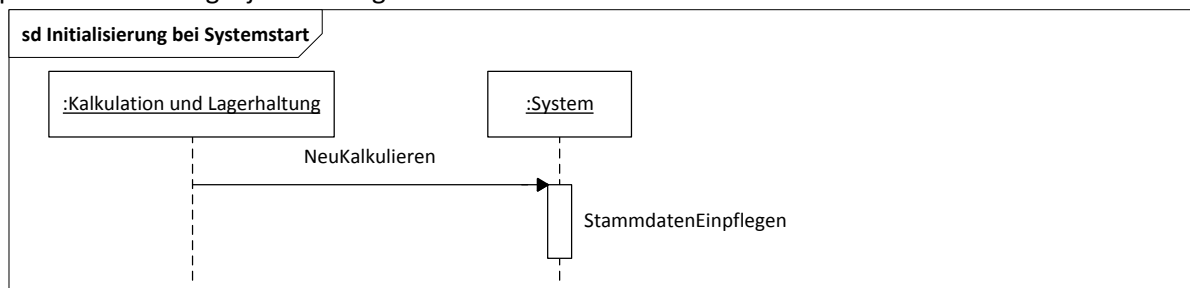 sd Initialisierung bei Systemstart
:Kalkulation und Lagerhaltung
:System
NeuKalkulieren
StammdatenEinpflegen